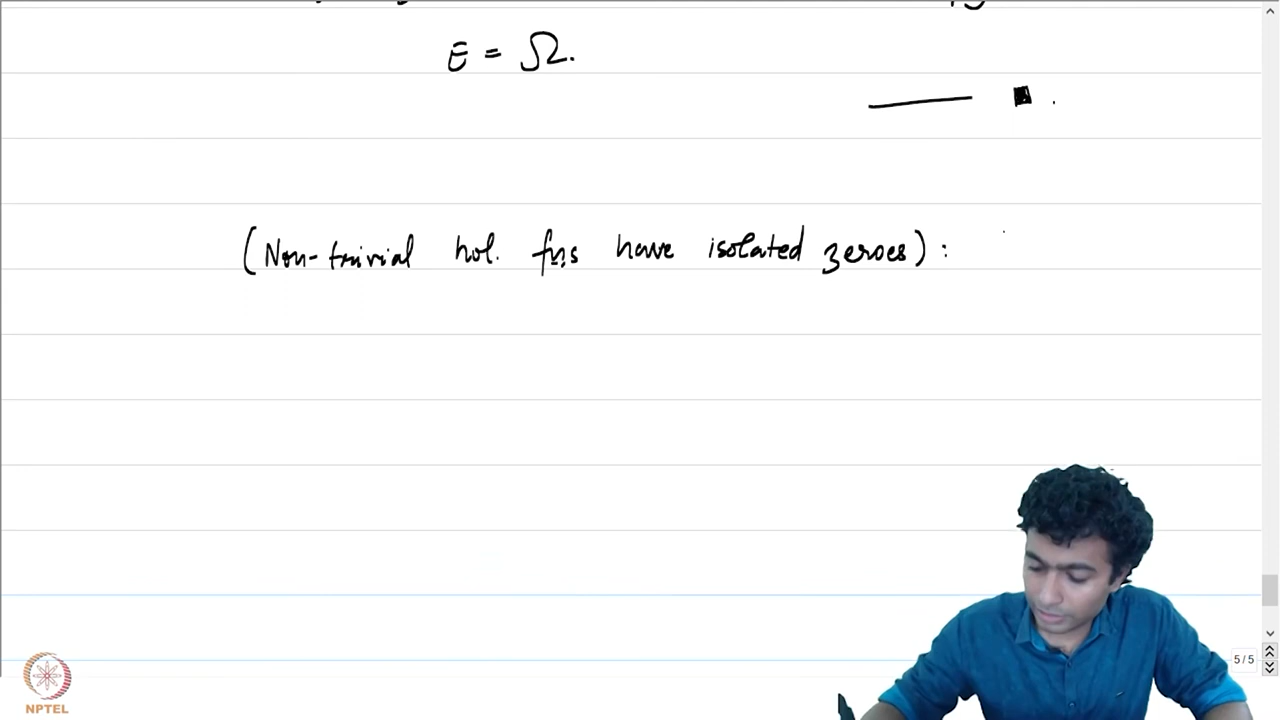 E = Ω.
(Non-trivial hol. fns have isolated zeroes) :
5 / 5
NPTEL